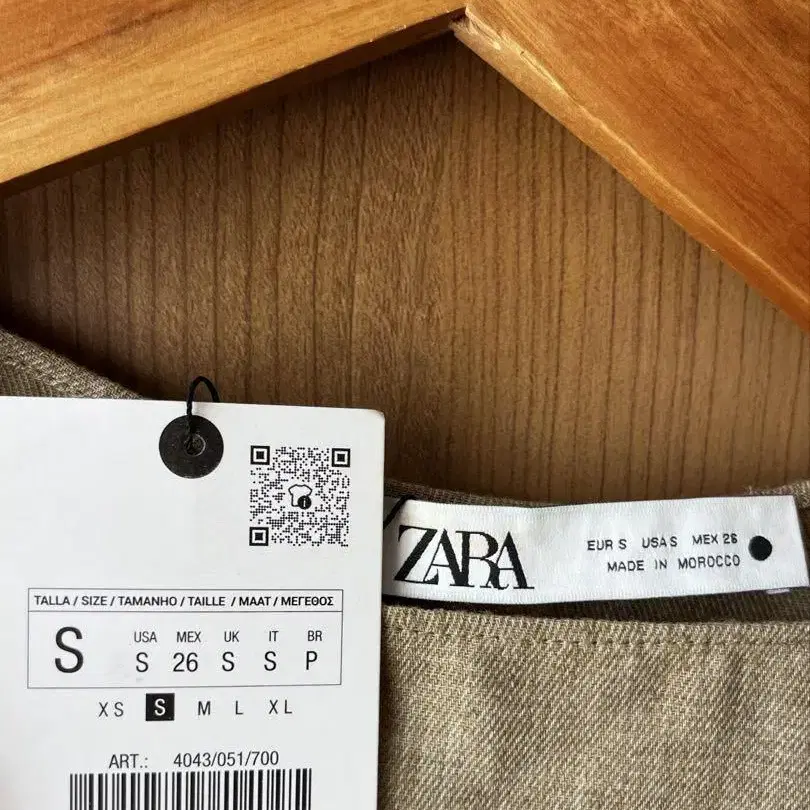 TALLA / SIZE / TAMANHO / TAILLE / MAAT / ΜΕΓΕΘΟΣ
S
USA MEX UK IT BR
S 26 S S P
XS S M L XL
ART.: 4043/051/700
ZARA
EUR S USA S MEX 26
MADE IN MOROCCO